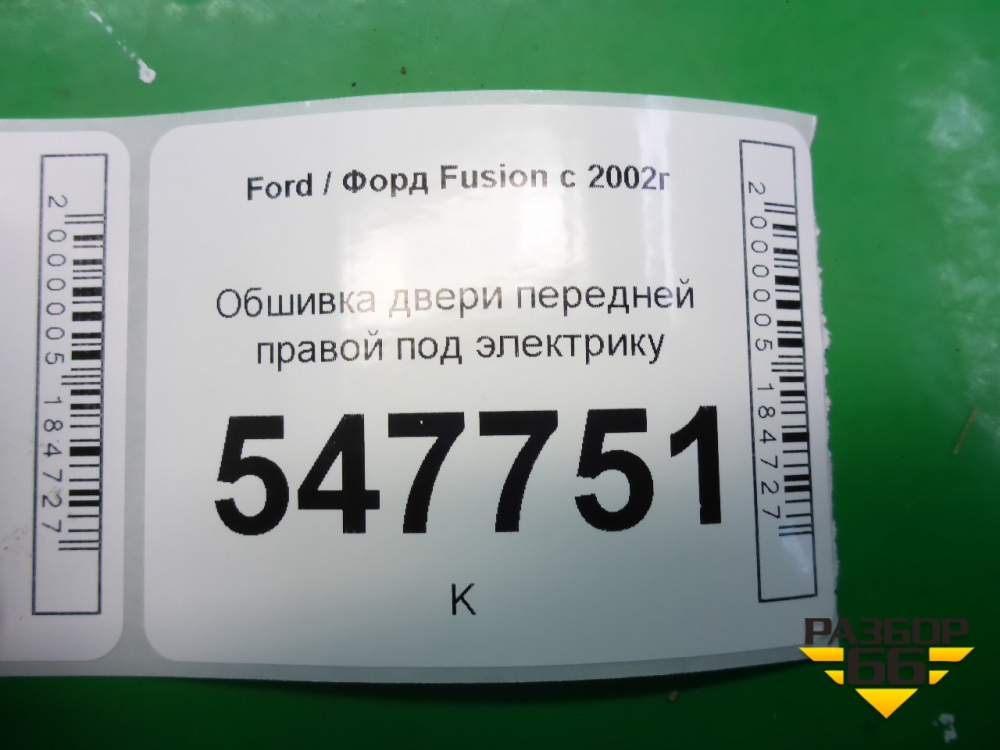 2000005184727
Ford / Форд Fusion с 2002г
Обшивка двери передней
правой под электрику
547751
К
2000005184727
РАЗБОР
66